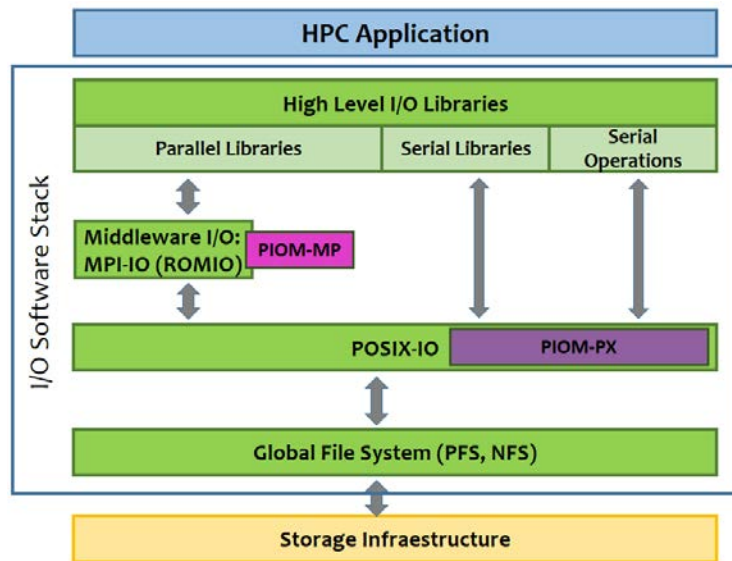 HPC Application
I/O Software Stack
High Level I/O Libraries
Parallel Libraries
Serial Libraries
Serial
Operations
Middleware I/O:
MPI-IO (ROMIO)
PIOM-MP
POSIX-IO
PIOM-PX
Global File System (PFS, NFS)
Storage Infraestructure